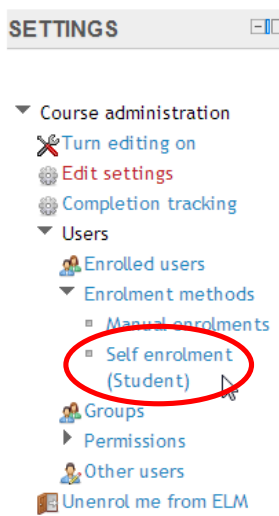 SETTINGS
Course administration
Turn editing on
Edit settings
Completion tracking
Users
Enrolled users
Enrolment methods
Manual enrolments
Self enrolment
(Student)
Groups
Permissions
Other users
Unenrol me from ELM